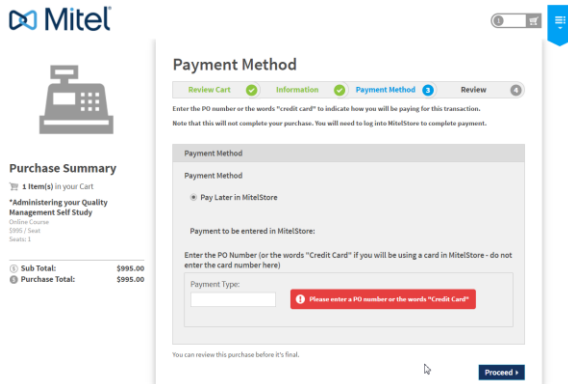 Mitel
1
Payment Method
Review Cart
Information
Payment Method 3
Review 4
Enter the PO number or the words "credit card" to indicate how you will be paying for this transaction.
Note that this will not complete your purchase. You will need to log into MitelStore to complete payment.
Purchase Summary
1 Item(s) in your Cart
*Administering your Quality
Management Self Study
Online Course
$995 / Seat
Seats: 1
Sub Total: $995.00
Purchase Total: $995.00
Payment Method
Payment Method
Pay Later in MitelStore
Payment to be entered in MitelStore:
Enter the PO Number (or the words "Credit Card" if you will be using a card in MitelStore - do not
enter the card number here)
Payment Type:
Please enter a PO number or the words "Credit Card"
You can review this purchase before it's final.
Proceed